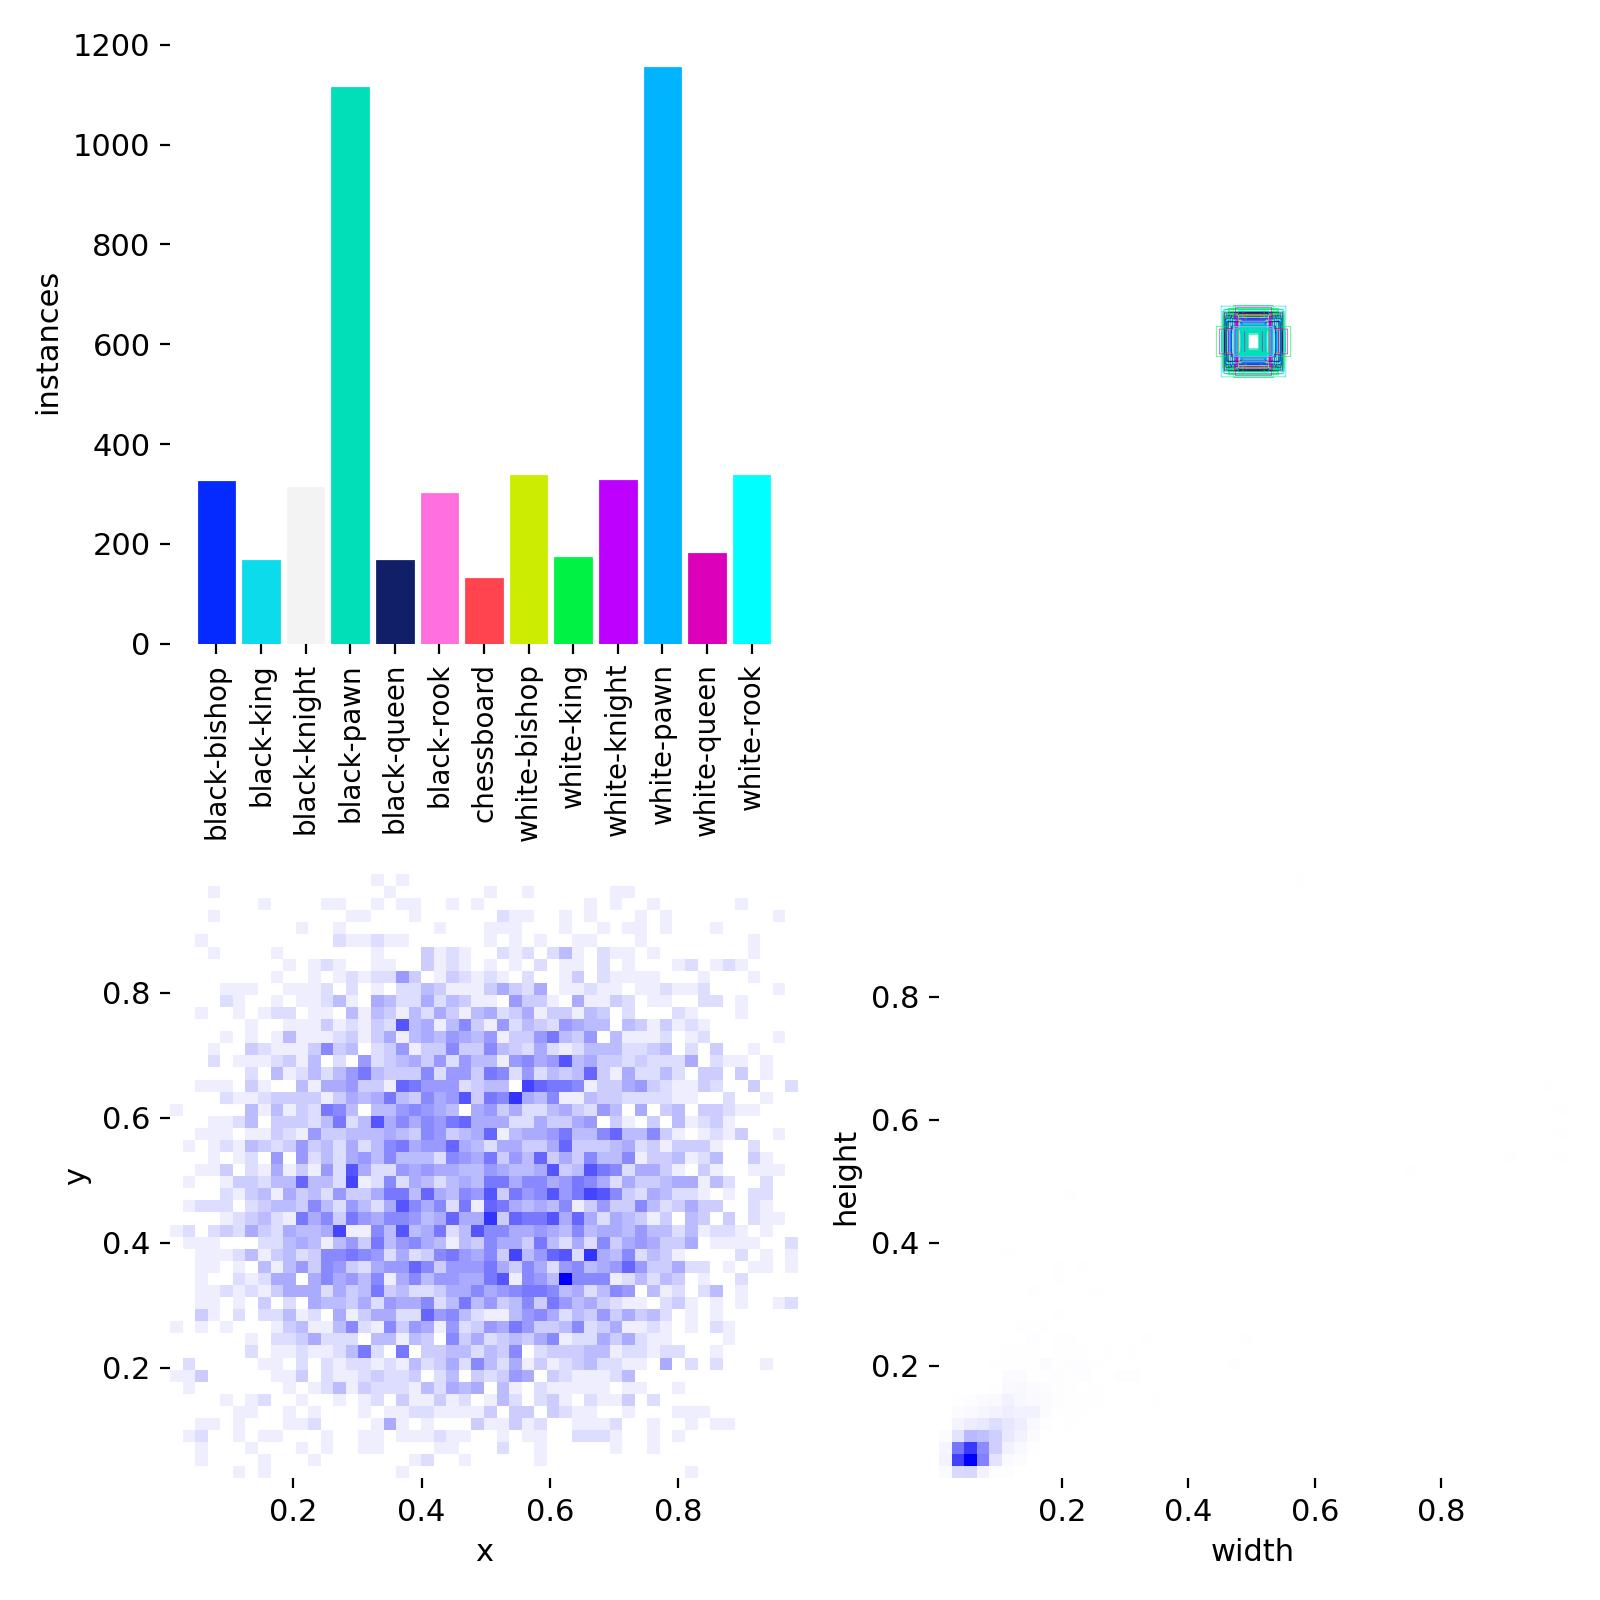 1200
1000
800
600
400
200
0
instances
black-bishop
black-king
black-knight
black-pawn
black-queen
black-rook
chessboard
white-bishop
white-king
white-knight
white-pawn
white-queen
white-rook
0.8
0.6
0.4
0.2
y
0.2 0.4 0.6 0.8
x
0.8
0.6
0.4
0.2
height
0.2 0.4 0.6 0.8
width